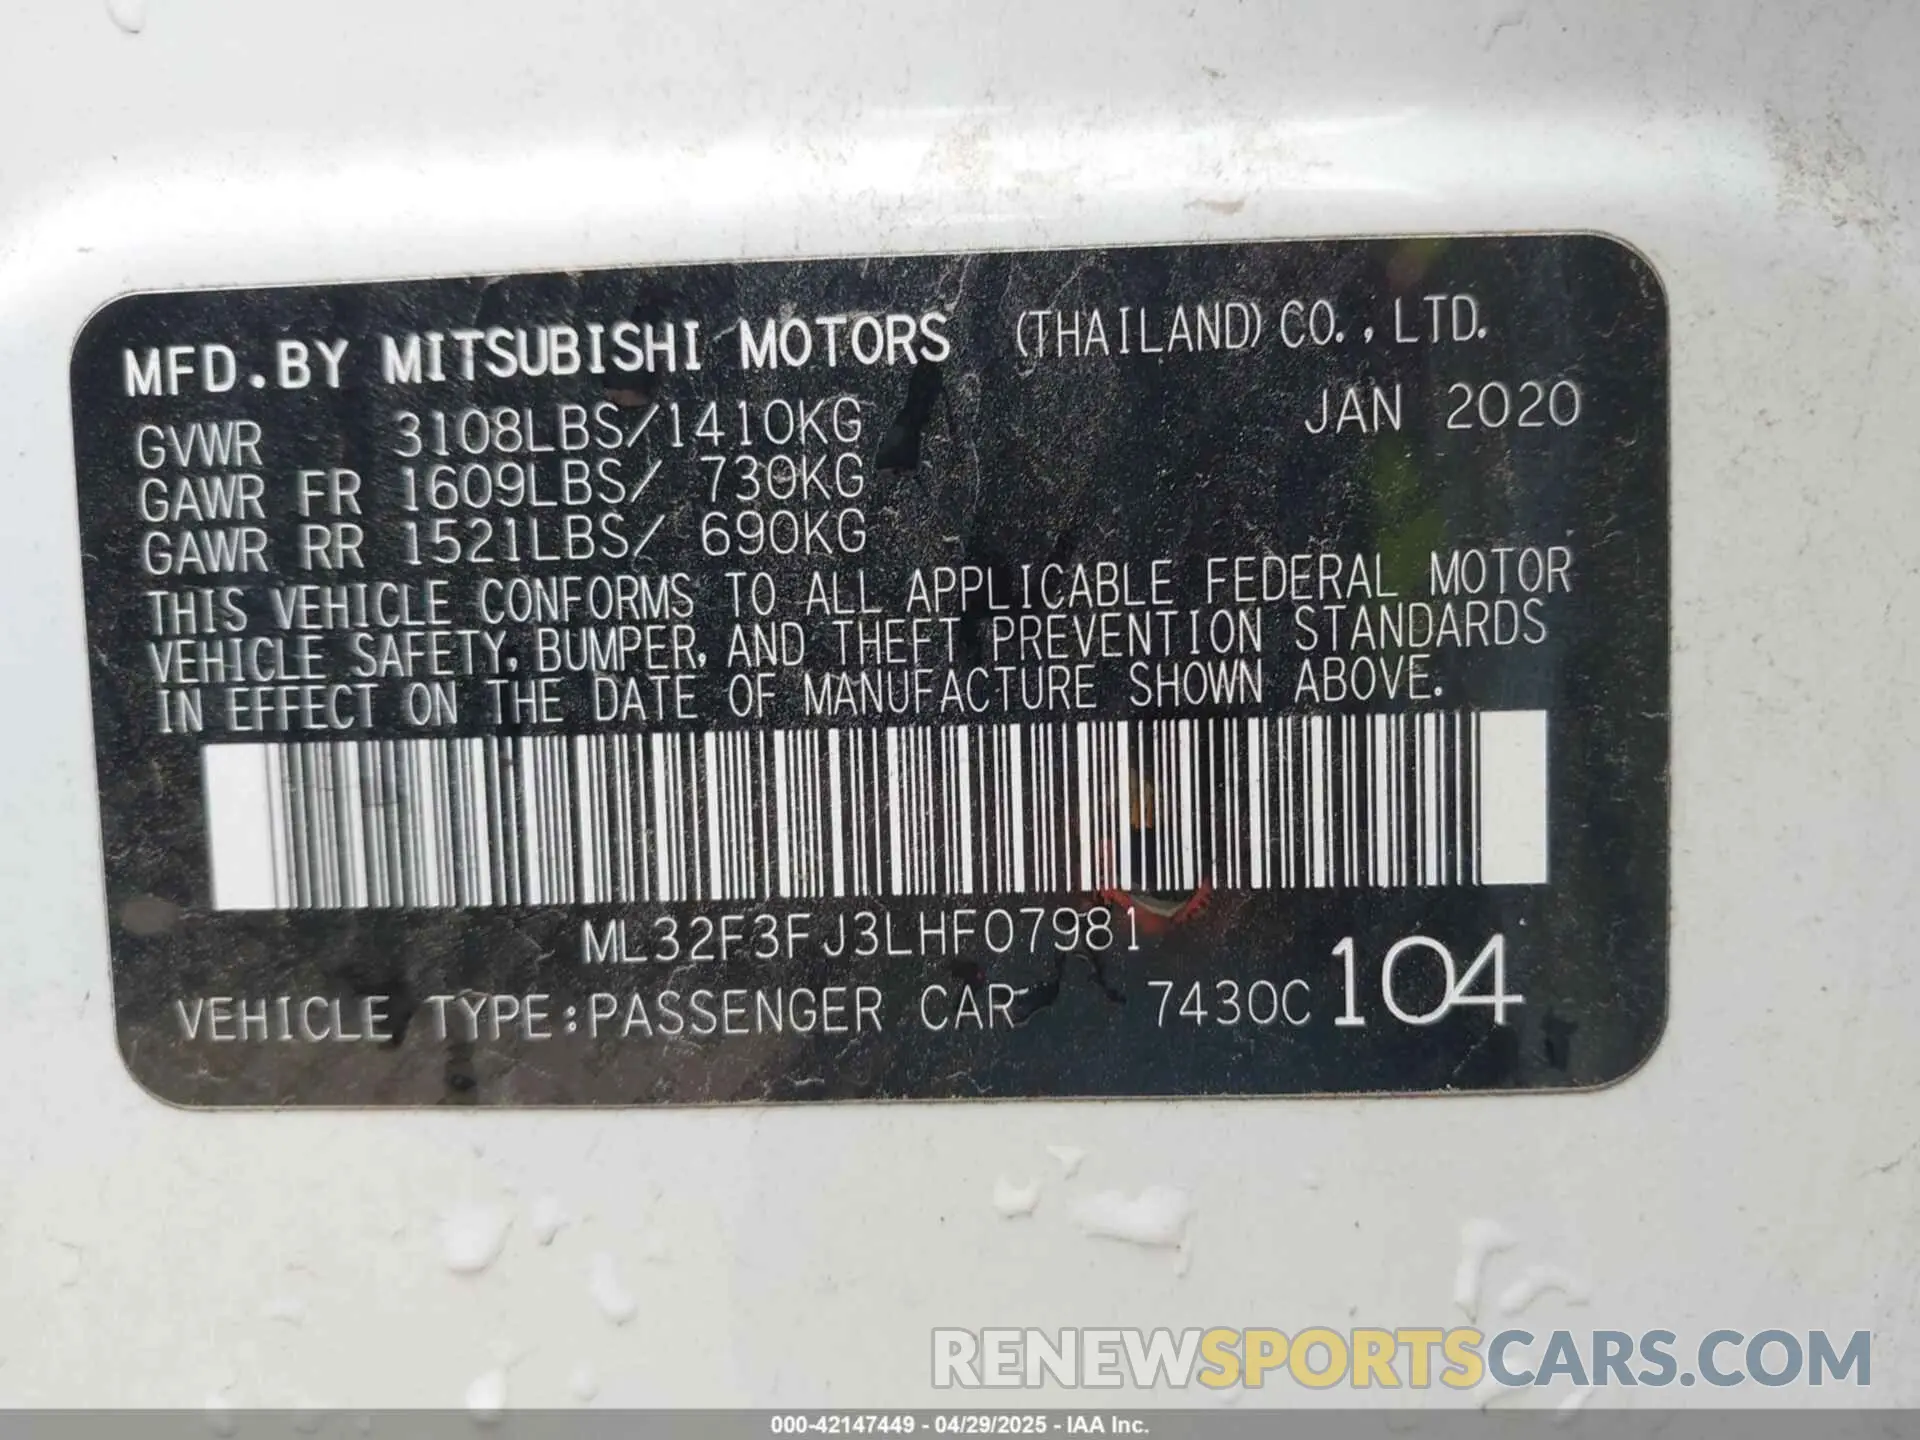 MFD.BY MITSUBISHI MOTORS (THAILAND) CO., LTD.
GVWR 3108LBS/1410KG JAN 2020
GAWR FR 1609LBS/ 730KG
GAWR RR 1521LBS/ 690KG
THIS VEHICLE CONFORMS TO ALL APPLICABLE FEDERAL MOTOR
VEHICLE SAFETY, BUMPER, AND THEFT PREVENTION STANDARDS
IN EFFECT ON THE DATE OF MANUFACTURE SHOWN ABOVE.
ML32F3FJ3LHF07981
VEHICLE TYPE:PASSENGER CAR 7430C 104
RENEWSPORTSCARS.COM
000-42147449 - 04/29/2025 - IAA Inc.